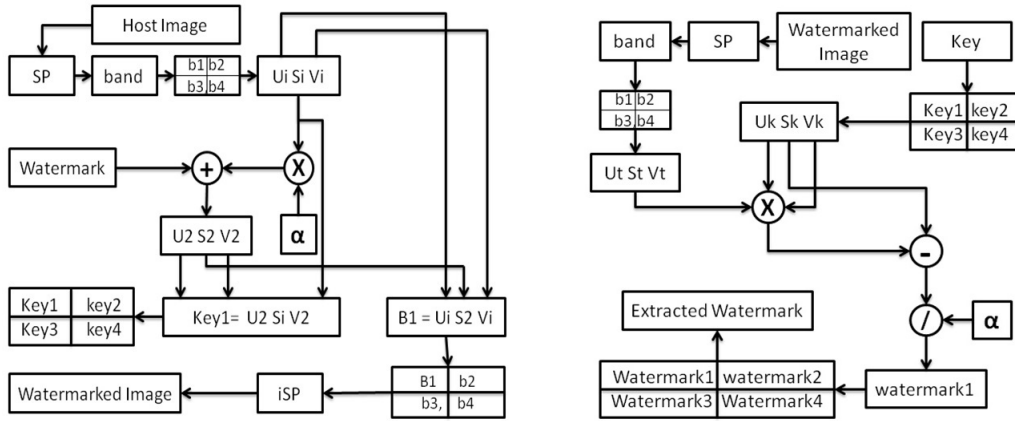 Host Image
SP
band
b1 b2
b3, b4
Ui Si Vi
Watermark
+
X
α
U2 S2 V2
Key1 key2
Key3 key4
Key1= U2 Si V2
B1 = Ui S2 Vi
Watermarked Image
iSP
B1 b2
b3, b4
band
SP
Watermarked
Image
Key
b1 b2
b3, b4
Uk Sk Vk
Key1 key2
Key3 key4
Ut St Vt
X
-
Extracted Watermark
/
α
Watermark1 watermark2
Watermark3 Watermark4
watermark1